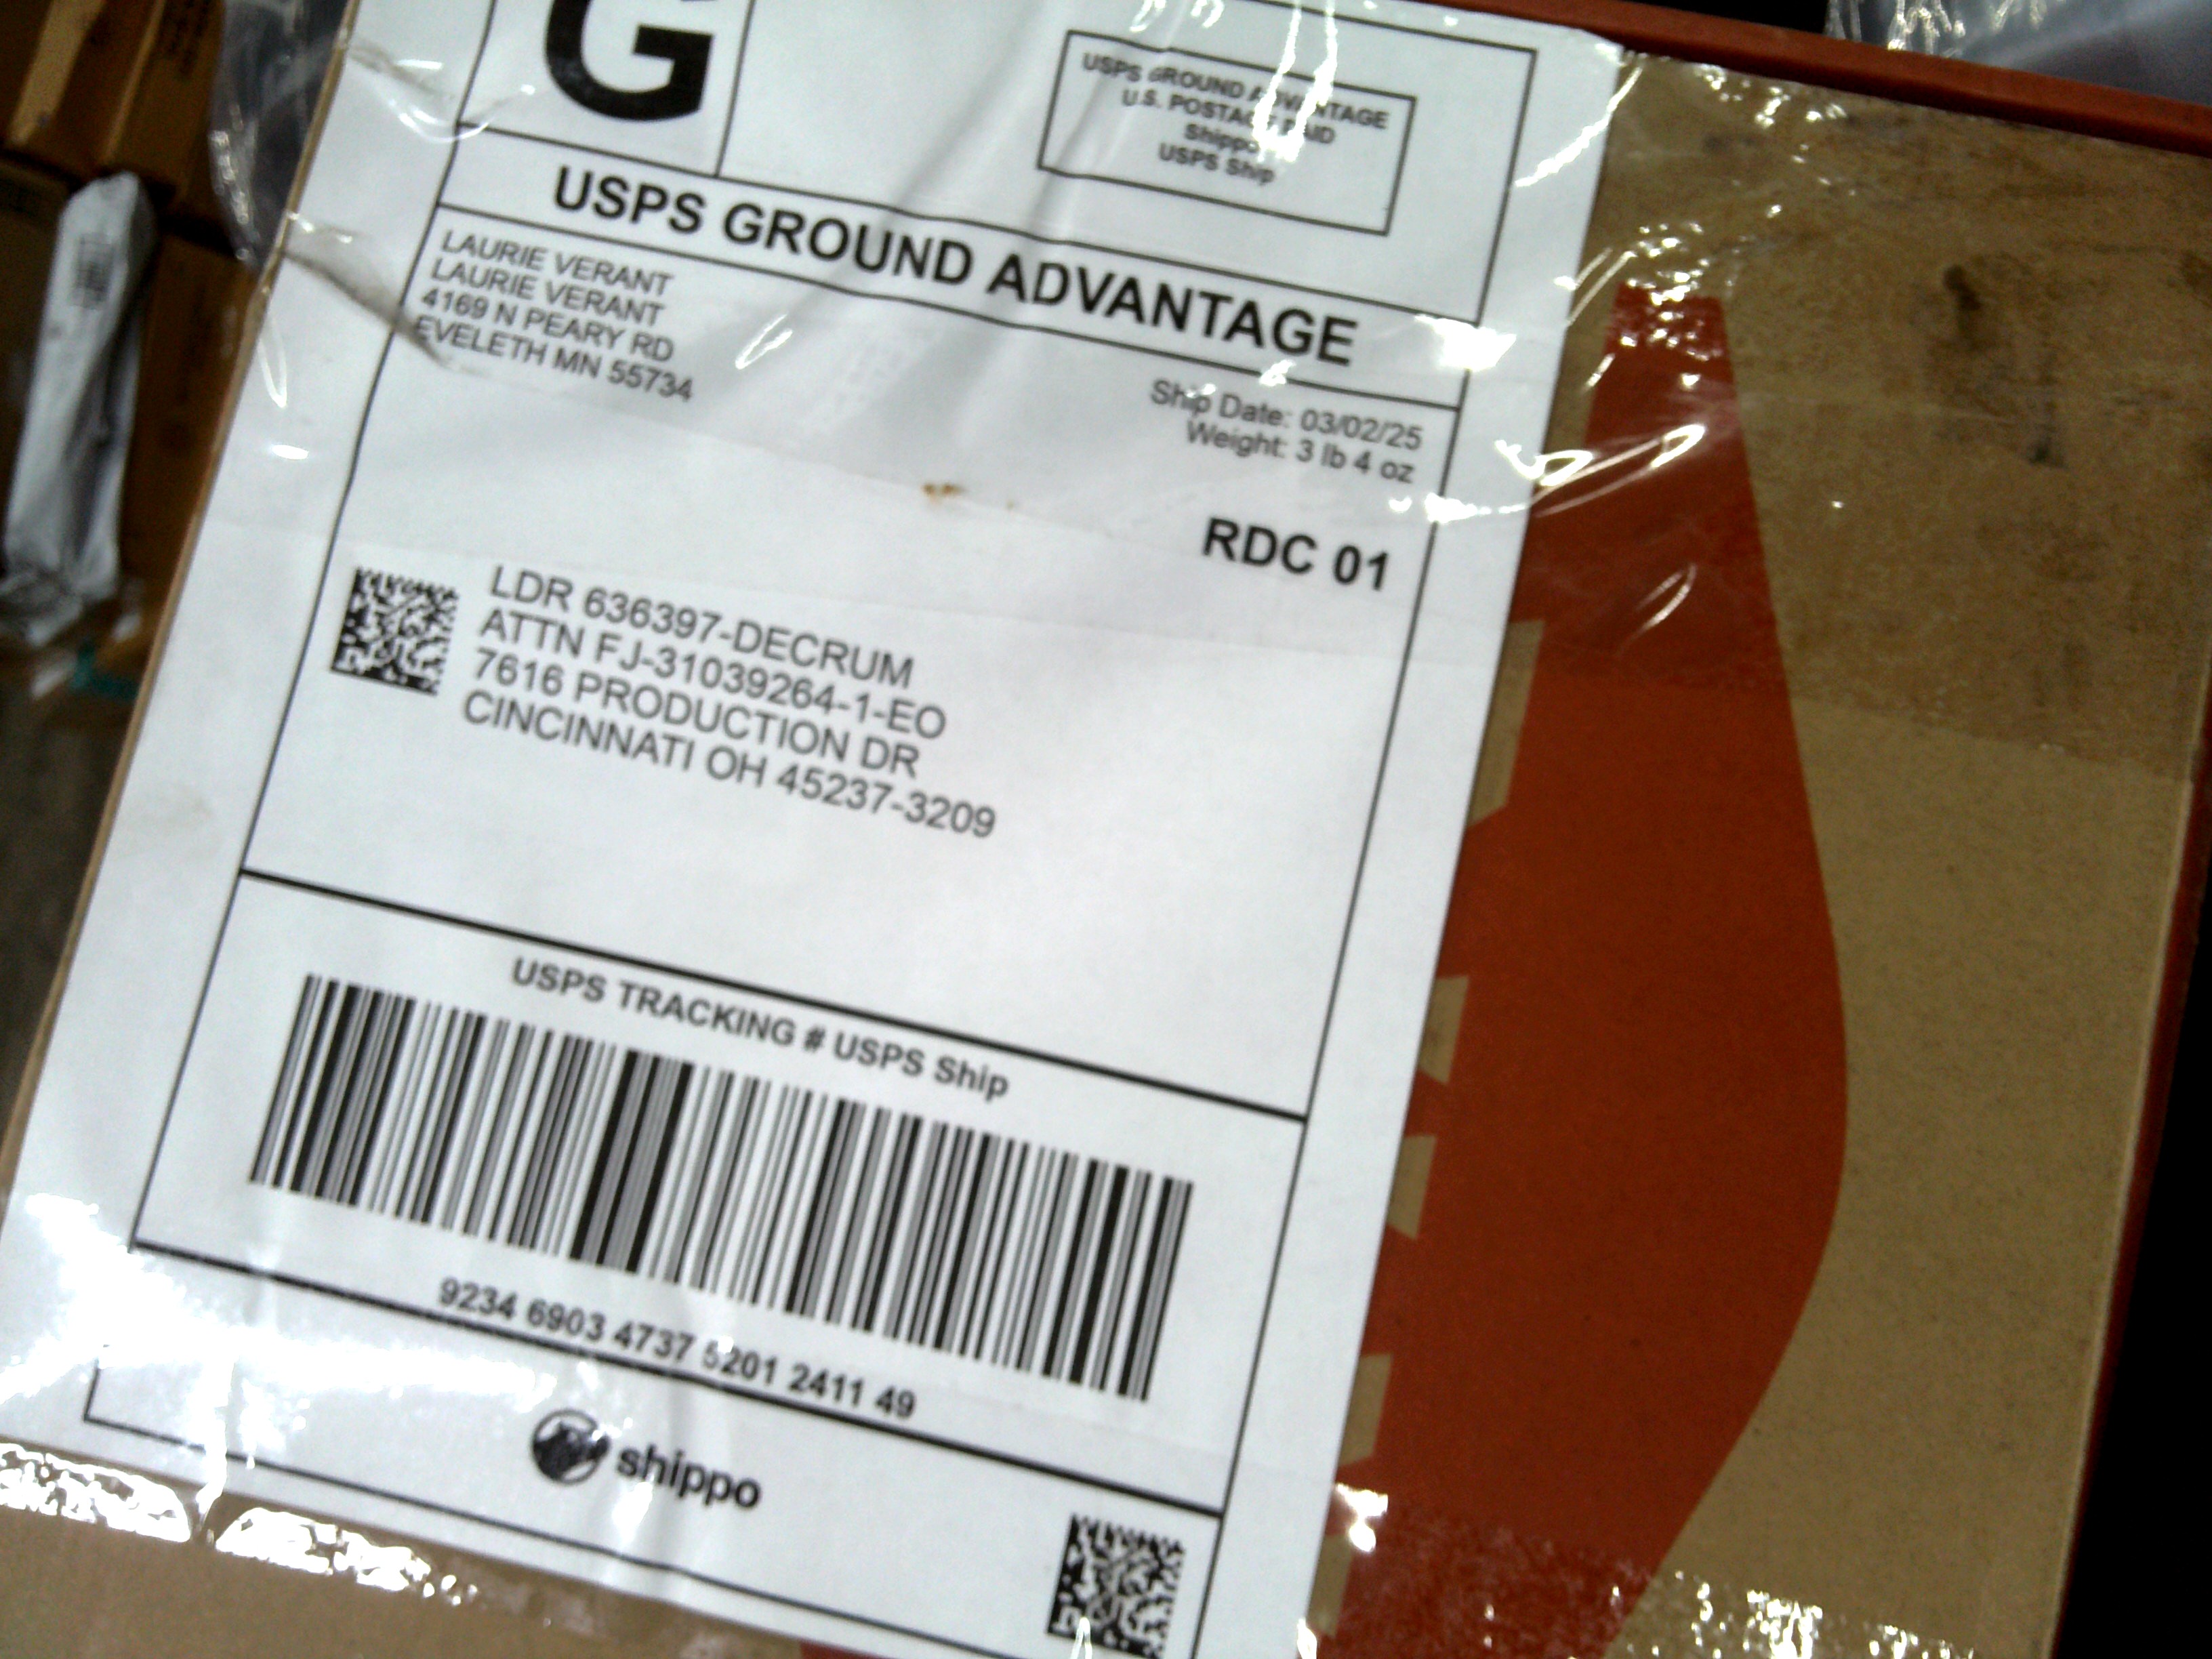 G
USPS GROUND ADVANTAGE
U.S. POSTAGE PAID
Shippo
USPS Ship
USPS GROUND ADVANTAGE
LAURIE VERANT
LAURIE VERANT
4169 N PEARY RD
EVELETH MN 55734
Ship Date: 03/02/25
Weight: 3 lb 4 oz
RDC 01
LDR 636397-DECRUM
ATTN FJ-31039264-1-EO
7616 PRODUCTION DR
CINCINNATI OH 45237-3209
USPS TRACKING # USPS Ship
9234 6903 4737 5201 2411 49
shippo